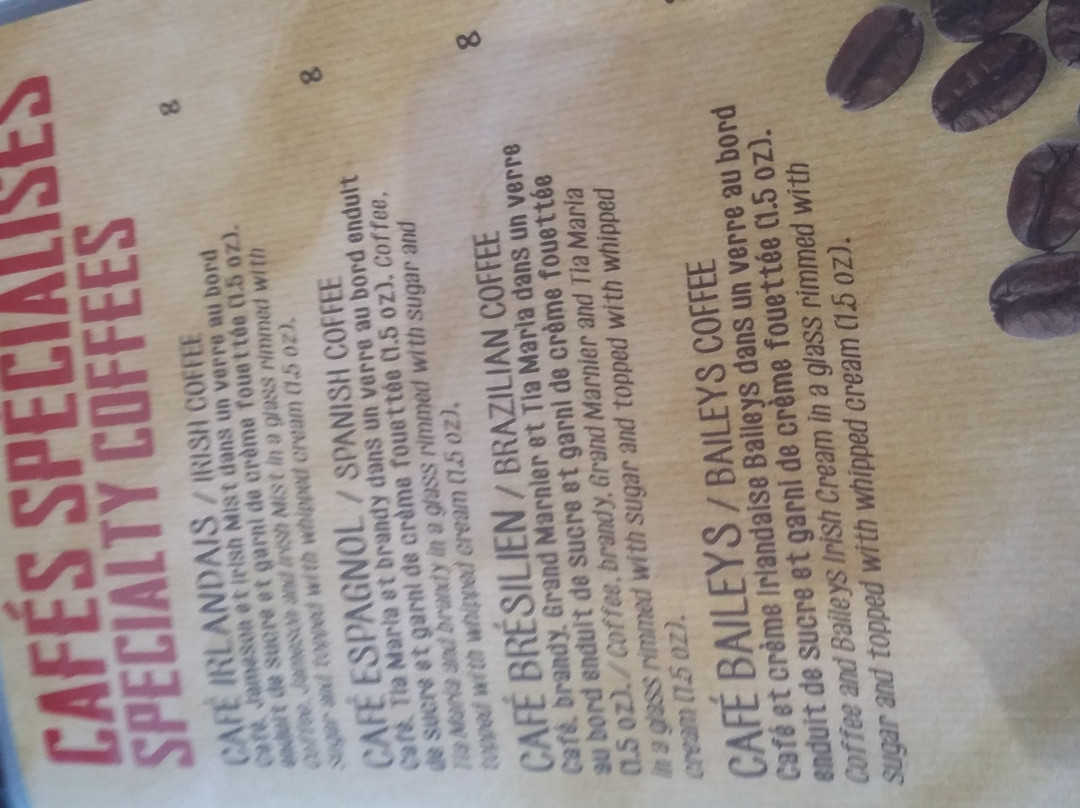 CAFÉS SPÉCIALISÉS
SPECIALTY COFFEES
CAFÉ IRLANDAIS / IRISH COFFEE 8
Café, Jameson et Irish Mist dans un verre au bord
enduit de sucre et garni de crème fouettée (1.5 oz).
Coffee, Jameson and Irish Mist in a glass rimmed with
sugar and topped with whipped cream (1.5 oz).
CAFÉ ESPAGNOL / SPANISH COFFEE 8
Café, Tia Maria et brandy dans un verre au bord enduit
de sucre et garni de crème fouettée (1.5 oz). Coffee,
Tia Maria and brandy in a glass rimmed with sugar and
topped with whipped cream (1.5 oz).
CAFÉ BRÉSILIEN / BRAZILIAN COFFEE 8
Café, brandy, Grand Marnier et Tia Maria dans un verre
au bord enduit de sucre et garni de crème fouettée
(1.5 oz). / Coffee, brandy, Grand Marnier and Tia Maria
in a glass rimmed with sugar and topped with whipped
cream (1.5 oz).
CAFÉ BAILEYS / BAILEYS COFFEE
Café et crème Irlandaise Baileys dans un verre au bord
enduit de sucre et garni de crème fouettée (1.5 oz).
Coffee and Baileys Irish Cream in a glass rimmed with
sugar and topped with whipped cream (1.5 oz).